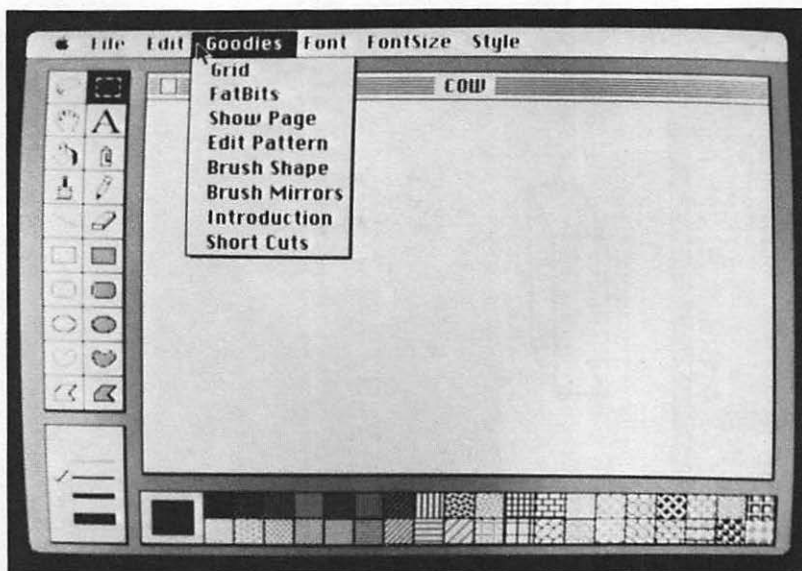 File Edit Goodies Font FontSize Style
Grid
FatBits
Show Page
Edit Pattern
Brush Shape
Brush Mirrors
Introduction
Short Cuts
cow
A